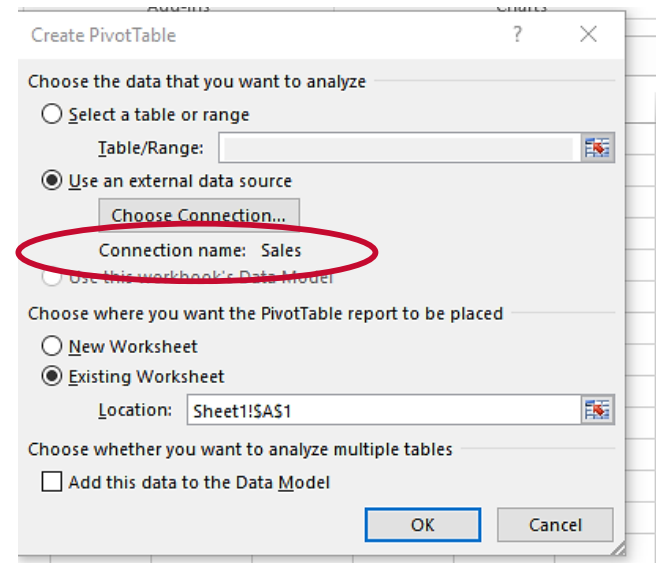 Add-ins Charts
Create PivotTable ?
Choose the data that you want to analyze
Select a table or range
Table/Range:
Use an external data source
Choose Connection...
Connection name: Sales
Use this workbook's Data Model
Choose where you want the PivotTable report to be placed
New Worksheet
Existing Worksheet
Location: Sheet1!$A$1
Choose whether you want to analyze multiple tables
Add this data to the Data Model
OK Cancel